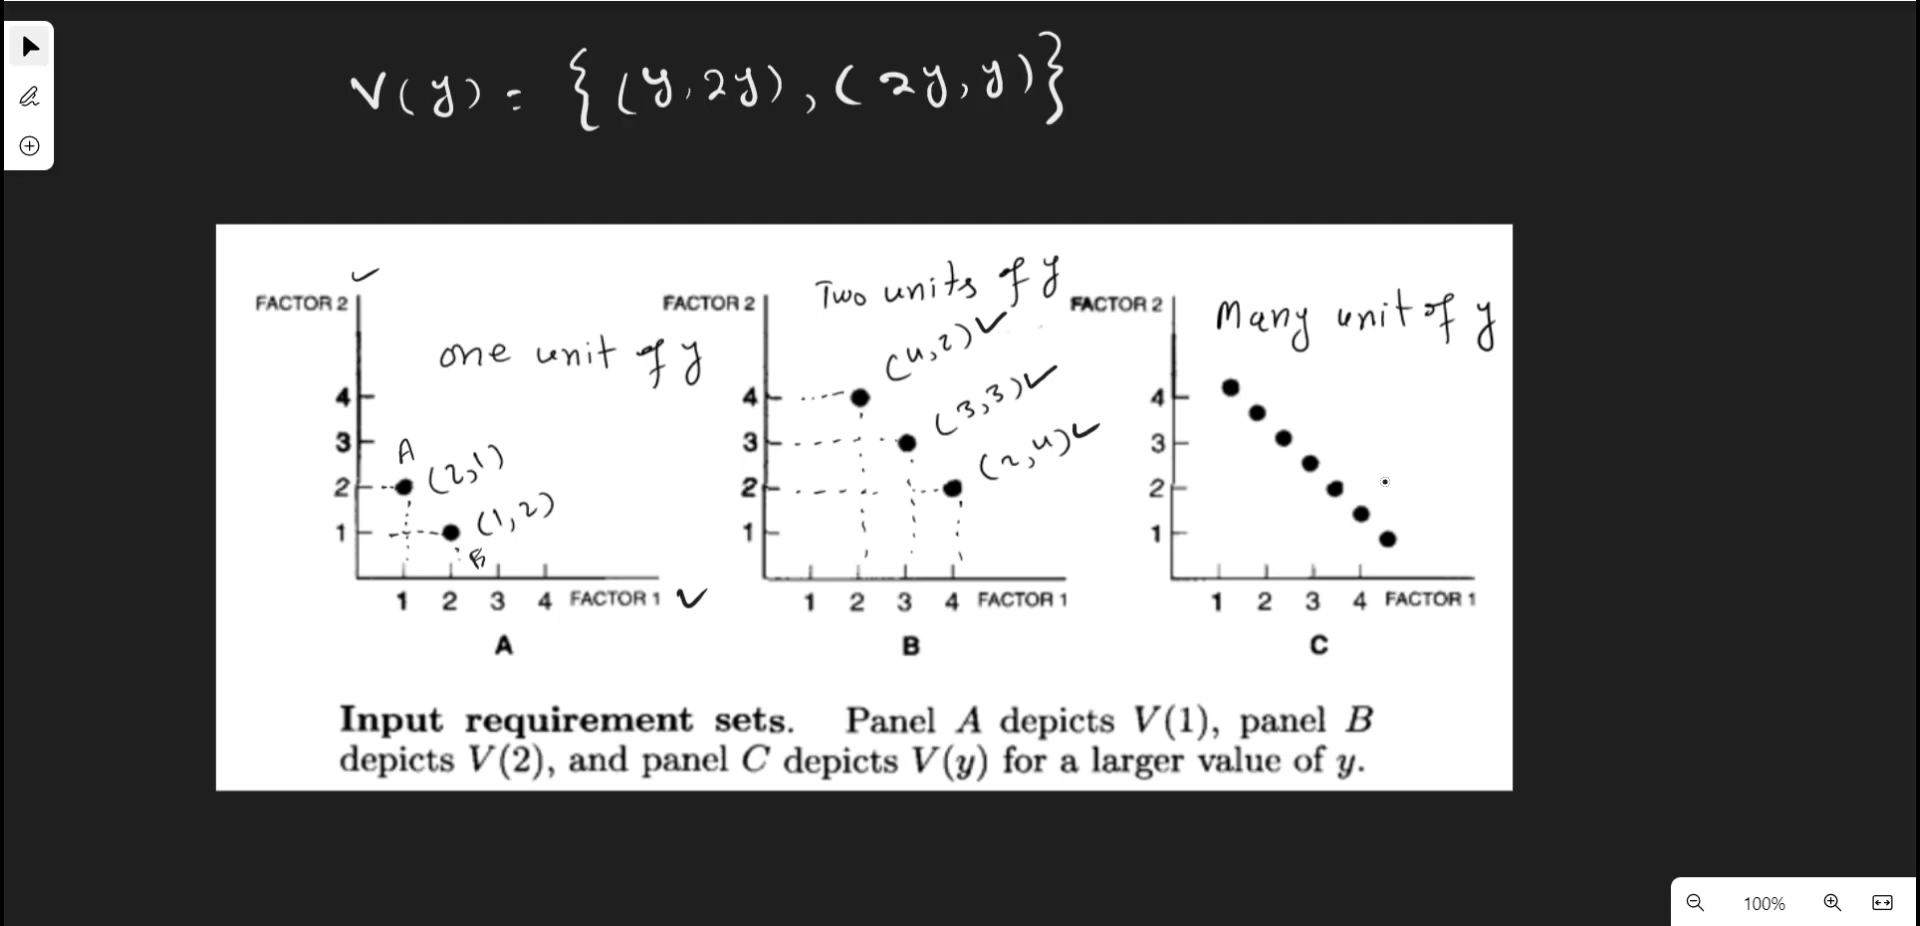 V(y) = {(y, 2y), (2y, y)}
FACTOR 2
one unit of y
4
3
2
1
A
(2,1)
(1,2)
B
1 2 3 4 FACTOR 1
A
FACTOR 2
Two units of y
4
3
2
1
(4,2)
(3,3)
(2,4)
1 2 3 4 FACTOR 1
B
FACTOR 2
Many unit of y
4
3
2
1
1 2 3 4 FACTOR 1
C
Input requirement sets. Panel A depicts V(1), panel B
depicts V(2), and panel C depicts V(y) for a larger value of y.
100%